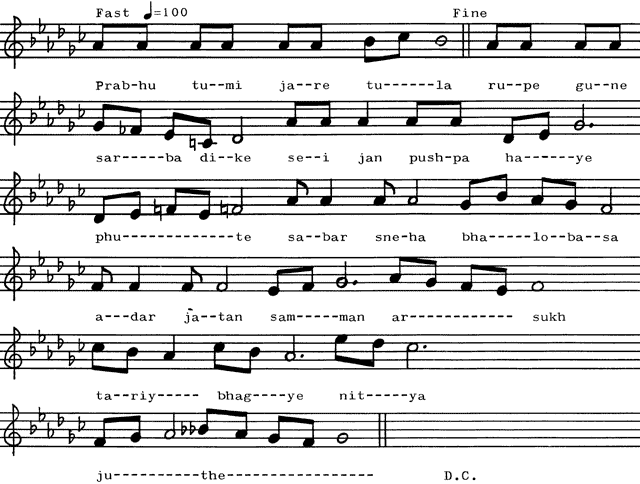 Fast ♩=100 Fine
Prab-hu tu--mi ja--re tu------la ru--pe gu--ne
sar-----ba di--ke se--i jan push-pa ha------ye
phu------------te sa-bar sne-ha bha---lo-ba--sa
a--dar ja-tan sam----man ar------------ sukh
ta-riy----- bhag----ye nit-----ya
ju---------the------------------ D.C.